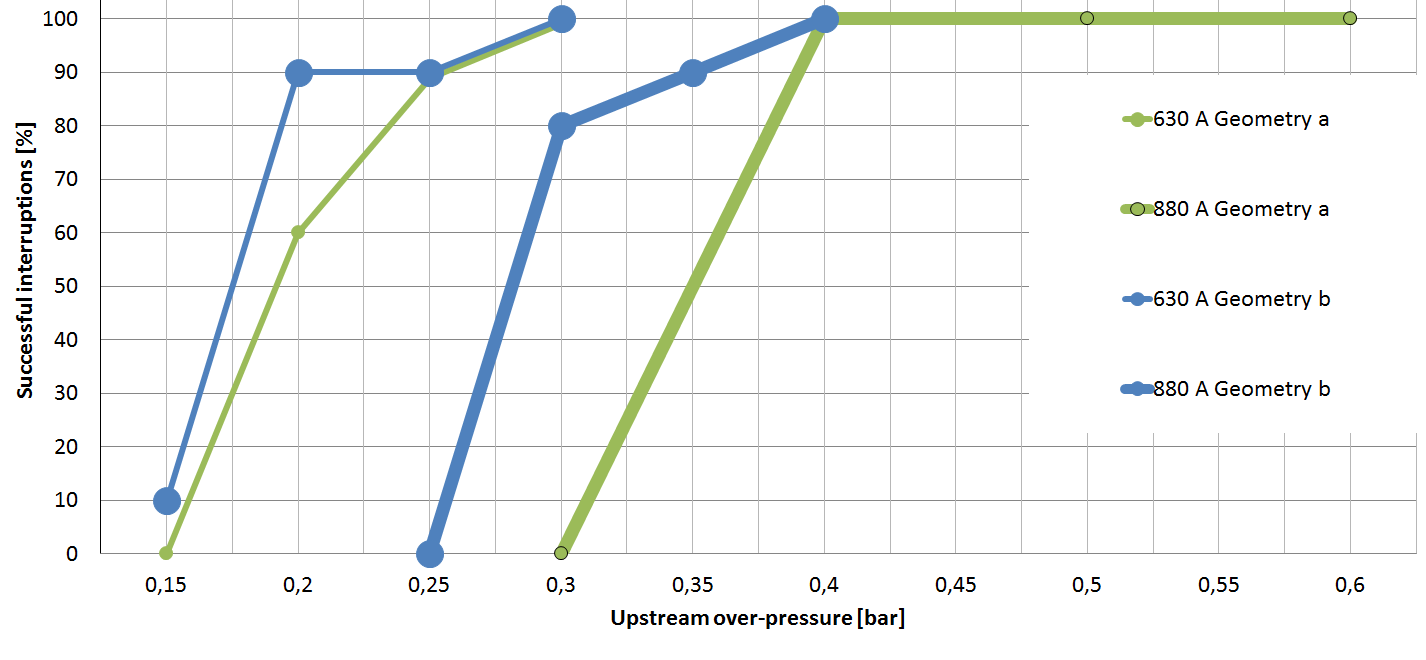 100
90
80
70
60
50
40
30
20
10
0
Successful interruptions [%]
0,15 0,2 0,25 0,3 0,35 0,4 0,45 0,5 0,55 0,6
Upstream over-pressure [bar]
630 A Geometry a
880 A Geometry a
630 A Geometry b
880 A Geometry b